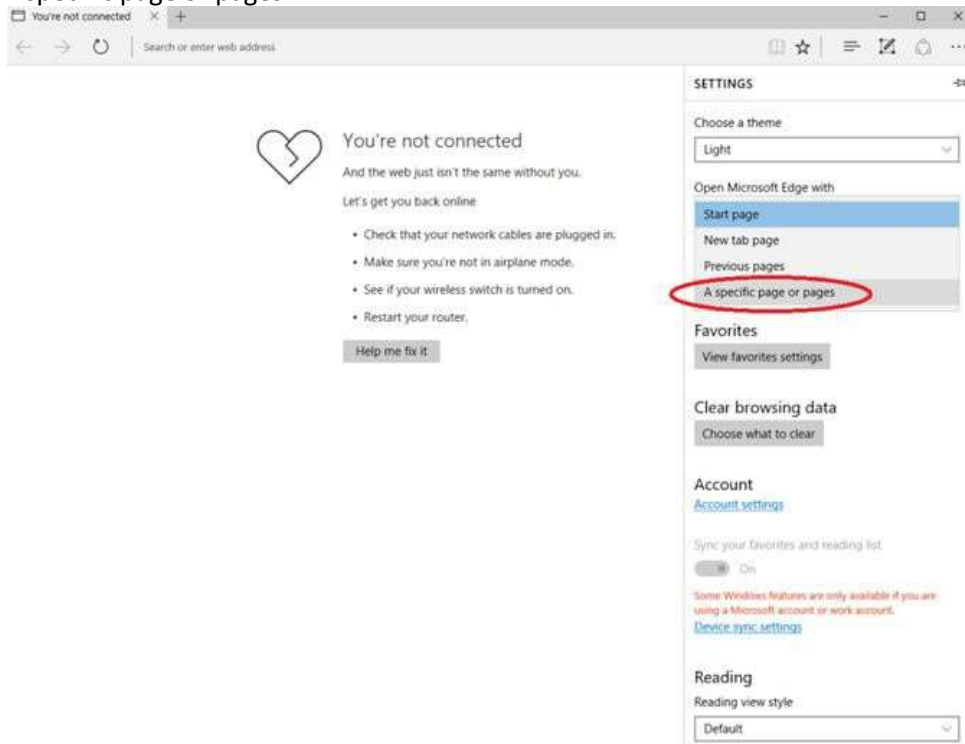 You're not connected
Search or enter web address
SETTINGS
Choose a theme
Light
Open Microsoft Edge with
Start page
New tab page
Previous pages
A specific page or pages
Favorites
View favorites settings
Clear browsing data
Choose what to clear
Account
Account settings
Sync your favorites and reading list
On
Some Windows features are only available if you are
using a Microsoft account or work account.
Device sync settings
Reading
Reading view style
Default
You're not connected
And the web just isn't the same without you.
Let's get you back online
• Check that your network cables are plugged in.
• Make sure you're not in airplane mode.
• See if your wireless switch is turned on.
• Restart your router.
Help me fix it